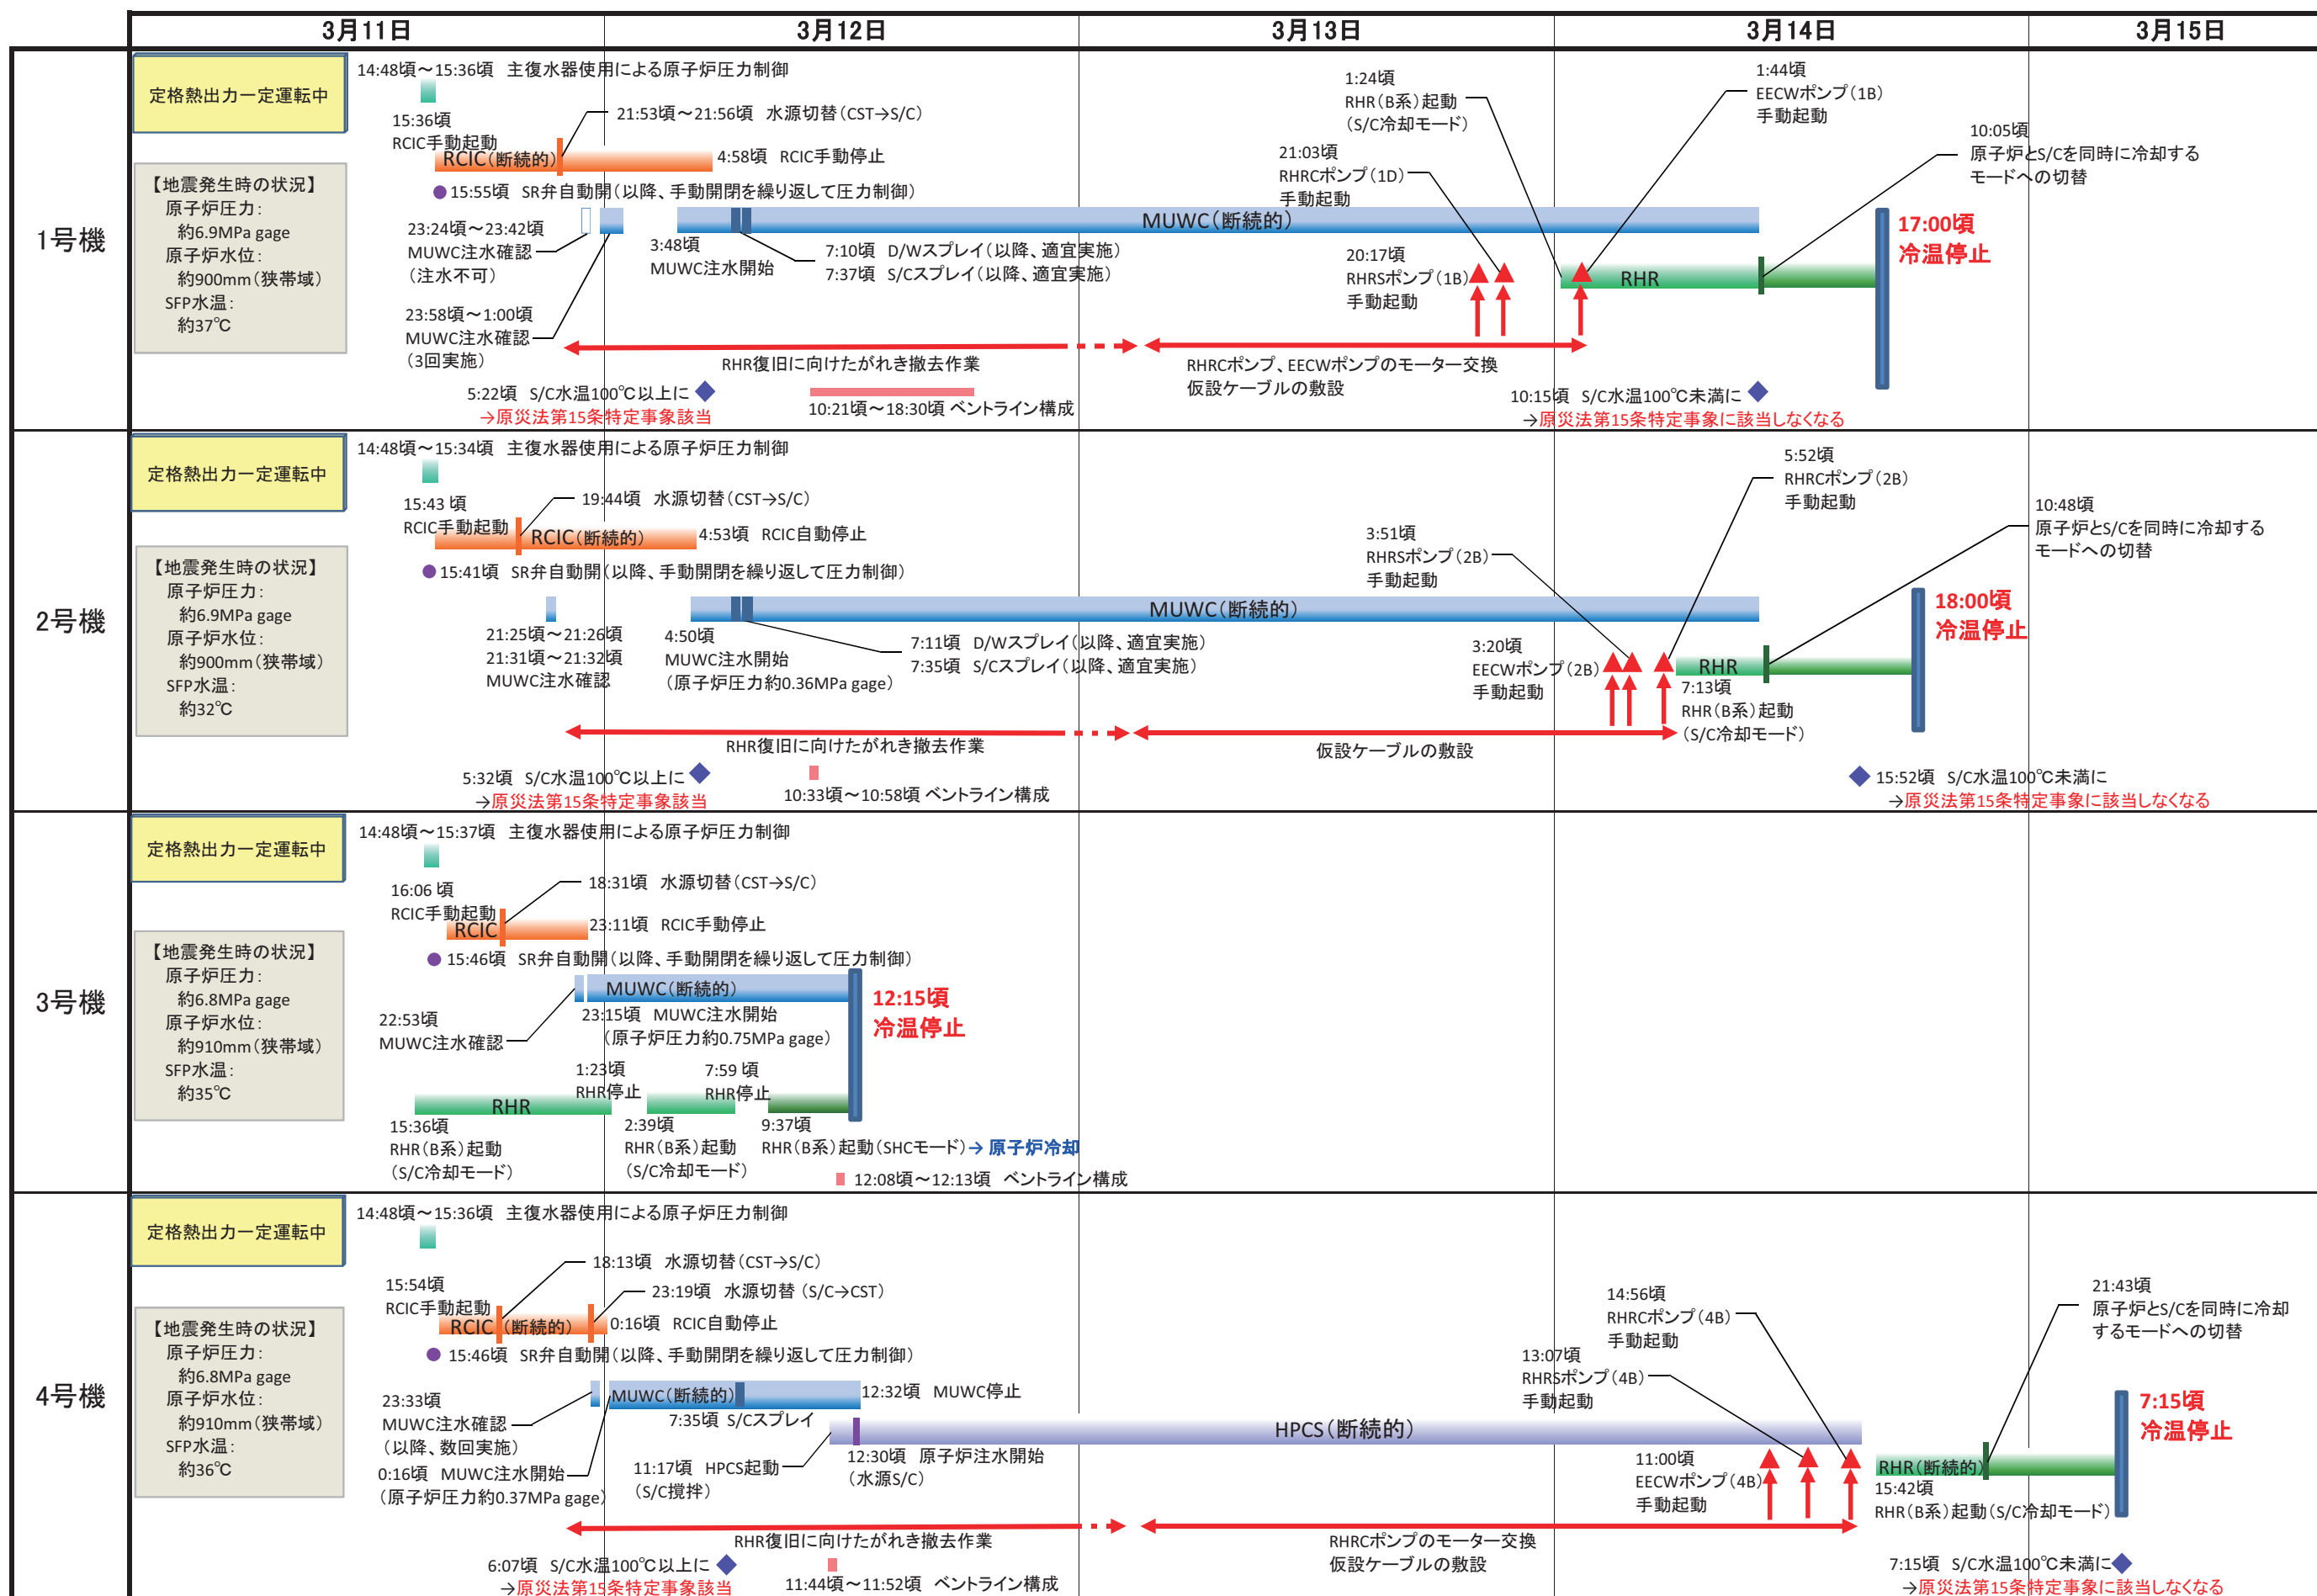 3月11日
3月12日
3月13日
3月14日
3月15日
1号機
定格熱出力一定運転中
【地震発生時の状況】
原子炉圧力:
約6.9MPa gage
原子炉水位:
約900mm(狭帯域)
SFP水温:
約37℃
14:48頃～15:36頃 主復水器使用による原子炉圧力制御
15:36頃
RCIC手動起動
21:53頃～21:56頃 水源切替(CST→S/C)
RCIC(断続的)
4:58頃 RCIC手動停止
15:55頃 SR弁自動開(以降、手動開閉を繰り返して圧力制御)
23:24頃～23:42頃
MUWC注水確認
(注水不可)
23:58頃～1:00頃
MUWC注水確認
(3回実施)
3:48頃
MUWC注水開始
7:10頃 D/Wスプレイ(以降、適宜実施)
7:37頃 S/Cスプレイ(以降、適宜実施)
MUWC(断続的)
1:24頃
RHR(B系)起動
(S/C冷却モード)
21:03頃
RHRCポンプ(1D)
手動起動
20:17頃
RHRSポンプ(1B)
手動起動
1:44頃
EECWポンプ(1B)
手動起動
10:05頃
原子炉とS/Cを同時に冷却する
モードへの切替
RHR
17:00頃
冷温停止
RHR復旧に向けたがれき撤去作業
RHRCポンプ、EECWポンプのモーター交換
仮設ケーブルの敷設
5:22頃 S/C水温100℃以上に
→原災法第15条特定事象該当
10:21頃～18:30頃 ベントライン構成
10:15頃 S/C水温100℃未満に
→原災法第15条特定事象に該当しなくなる
2号機
定格熱出力一定運転中
【地震発生時の状況】
原子炉圧力:
約6.9MPa gage
原子炉水位:
約900mm(狭帯域)
SFP水温:
約32℃
14:48頃～15:34頃 主復水器使用による原子炉圧力制御
15:43 頃
RCIC手動起動
19:44頃 水源切替(CST→S/C)
RCIC(断続的)
4:53頃 RCIC自動停止
15:41頃 SR弁自動開(以降、手動開閉を繰り返して圧力制御)
21:25頃～21:26頃
21:31頃～21:32頃
MUWC注水確認
4:50頃
MUWC注水開始
(原子炉圧力約0.36MPa gage)
7:11頃 D/Wスプレイ(以降、適宜実施)
7:35頃 S/Cスプレイ(以降、適宜実施)
MUWC(断続的)
3:51頃
RHRSポンプ(2B)
手動起動
3:20頃
EECWポンプ(2B)
手動起動
5:52頃
RHRCポンプ(2B)
手動起動
10:48頃
原子炉とS/Cを同時に冷却する
モードへの切替
RHR
7:13頃
RHR(B系)起動
(S/C冷却モード)
18:00頃
冷温停止
RHR復旧に向けたがれき撤去作業
仮設ケーブルの敷設
5:32頃 S/C水温100℃以上に
→原災法第15条特定事象該当
10:33頃～10:58頃 ベントライン構成
15:52頃 S/C水温100℃未満に
→原災法第15条特定事象に該当しなくなる
3号機
定格熱出力一定運転中
【地震発生時の状況】
原子炉圧力:
約6.8MPa gage
原子炉水位:
約910mm(狭帯域)
SFP水温:
約35℃
14:48頃～15:37頃 主復水器使用による原子炉圧力制御
16:06 頃
RCIC手動起動
18:31頃 水源切替(CST→S/C)
RCIC
23:11頃 RCIC手動停止
15:46頃 SR弁自動開(以降、手動開閉を繰り返して圧力制御)
MUWC(断続的)
22:53頃
MUWC注水確認
23:15頃 MUWC注水開始
(原子炉圧力約0.75MPa gage)
12:15頃
冷温停止
1:23頃
RHR停止
7:59 頃
RHR停止
RHR
15:36頃
RHR(B系)起動
(S/C冷却モード)
2:39頃
RHR(B系)起動
(S/C冷却モード)
9:37頃
RHR(B系)起動(SHCモード)→ 原子炉冷却
12:08頃～12:13頃 ベントライン構成
4号機
定格熱出力一定運転中
【地震発生時の状況】
原子炉圧力:
約6.8MPa gage
原子炉水位:
約910mm(狭帯域)
SFP水温:
約36℃
14:48頃～15:36頃 主復水器使用による原子炉圧力制御
15:54頃
RCIC手動起動
18:13頃 水源切替(CST→S/C)
23:19頃 水源切替 (S/C→CST)
RCIC (断続的)
0:16頃 RCIC自動停止
15:46頃 SR弁自動開(以降、手動開閉を繰り返して圧力制御)
23:33頃
MUWC注水確認
(以降、数回実施)
0:16頃 MUWC注水開始
(原子炉圧力約0.37MPa gage)
MUWC(断続的)
12:32頃 MUWC停止
7:35頃 S/Cスプレイ
11:17頃 HPCS起動
(S/C撹拌)
12:30頃 原子炉注水開始
(水源S/C)
HPCS(断続的)
14:56頃
RHRCポンプ(4B)
手動起動
13:07頃
RHRSポンプ(4B)
手動起動
11:00頃
EECWポンプ(4B)
手動起動
21:43頃
原子炉とS/Cを同時に冷却
するモードへの切替
RHR(断続的)
15:42頃
RHR(B系)起動(S/C冷却モード)
7:15頃
冷温停止
RHR復旧に向けたがれき撤去作業
RHRCポンプのモーター交換
仮設ケーブルの敷設
6:07頃 S/C水温100℃以上に
→原災法第15条特定事象該当
11:44頃～11:52頃 ベントライン構成
7:15頃 S/C水温100℃未満に
→原災法第15条特定事象に該当しなくなる